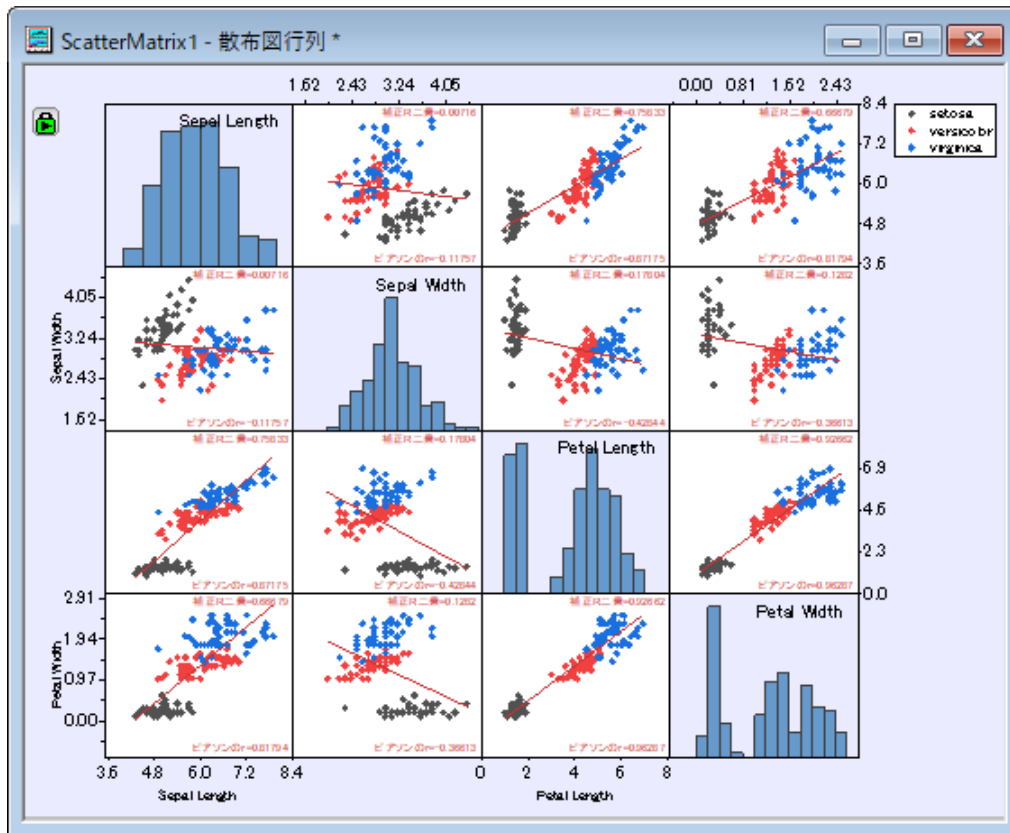 ScatterMatrix1 - 散布図行列 *
1.62 2.43 3.24 4.05 0.00 0.81 1.62 2.43
Sepal Length
補正R二乗=0.00716
補正R二乗=0.75833
補正R二乗=0.66679
8.4
7.2
6.0
4.8
3.6
setosa
versicolor
virginica
ピアソンのr=-0.11757
ピアソンのr=0.87175
ピアソンのr=0.81794
Sepal Width
4.05
3.24
2.43
1.62
補正R二乗=0.00716
Sepal Width
補正R二乗=0.17804
補正R二乗=0.1282
ピアソンのr=-0.11757
ピアソンのr=-0.42844
ピアソンのr=-0.36613
補正R二乗=0.75833
補正R二乗=0.17804
Petal Length
補正R二乗=0.92662
6.9
4.6
2.3
0.0
ピアソンのr=0.87175
ピアソンのr=-0.42844
ピアソンのr=0.96287
Petal Width
2.91
1.94
0.97
0.00
補正R二乗=0.66679
補正R二乗=0.1282
補正R二乗=0.92662
Petal Width
ピアソンのr=0.81794
ピアソンのr=-0.36613
ピアソンのr=0.96287
3.6 4.8 6.0 7.2 8.4 0 2 4 6 8
Sepal Length
Petal Length